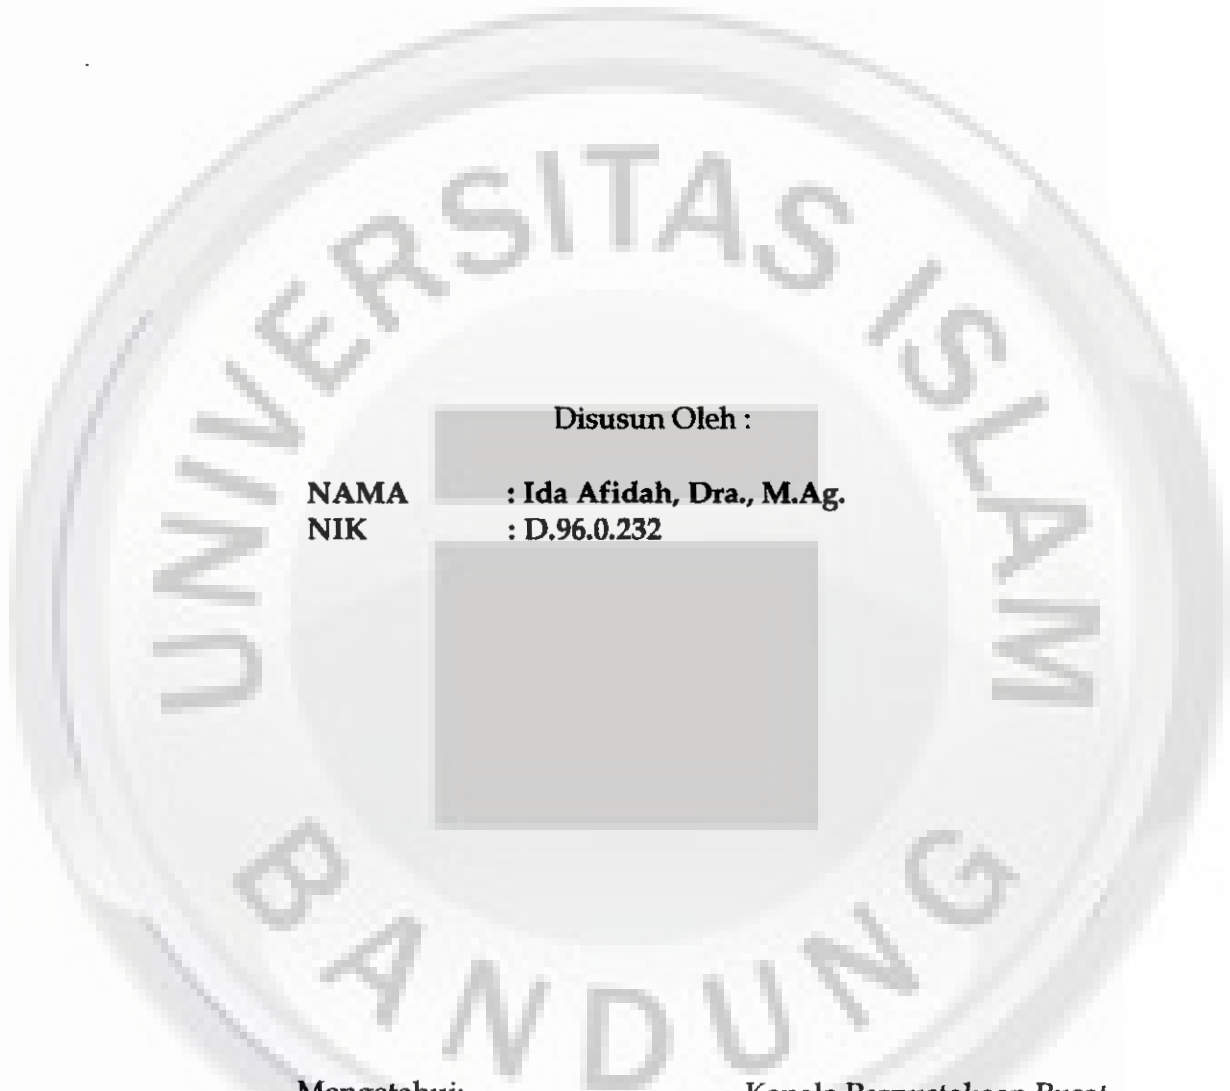 UNIVERSITAS ISLAM
Disusun Oleh :
NAMA : Ida Afidah, Dra., M.Ag.
NIK : D.96.0.232
BANDUNG
Mengetahui: Kepala Perpustakaan Pusat